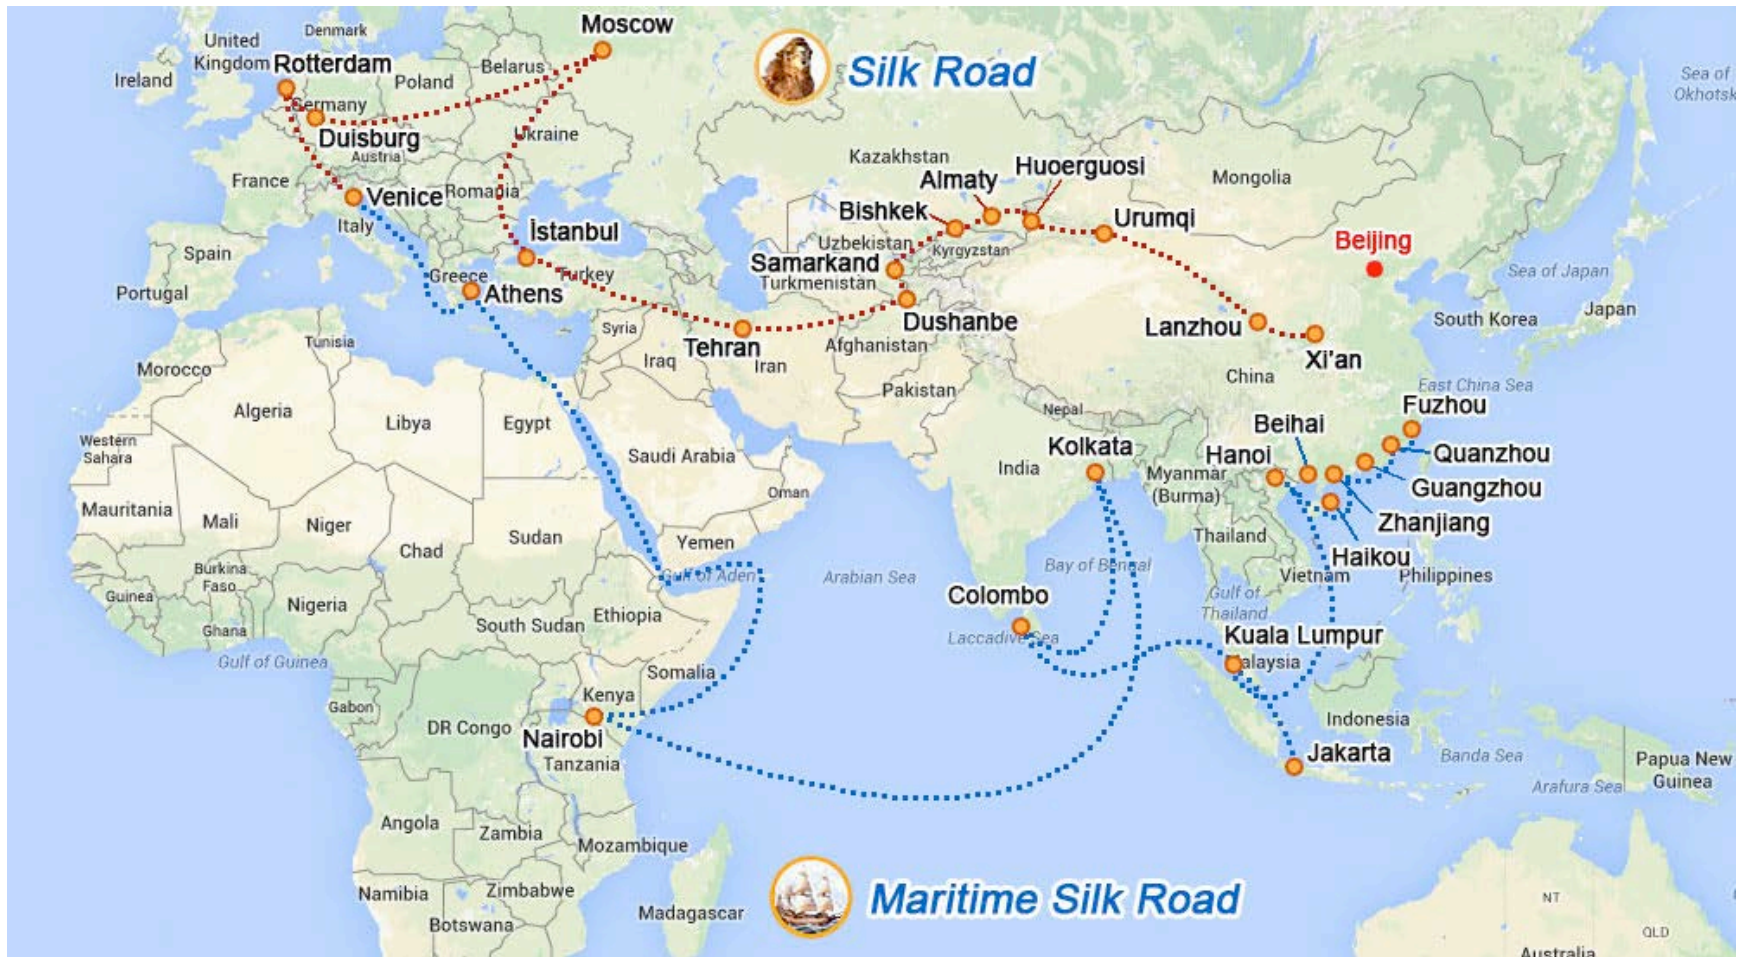 Moscow
Denmark
United
Kingdom
Ireland
Rotterdam
Poland
Belarus
Germany
Duisburg
Austria
Ukraine
France
Venice
Romania
Italy
Spain
Portugal
İstanbul
Greece
Turkey
Athens
Silk Road
Sea of
Okhotsk
Kazakhstan
Huoerguosi
Almaty
Mongolia
Bishkek
Urumqi
Uzbekistan
Kyrgyzstan
Beijing
Samarkand
Turkmenistan
Sea of Japan
Japan
South Korea
Dushanbe
Lanzhou
Xi'an
Tehran
Afghanistan
Iran
Syria
Iraq
Tunisia
Morocco
China
East China Sea
Pakistan
Nepal
Algeria
Libya
Egypt
Western
Sahara
Saudi Arabia
Oman
Kolkata
India
Beihai
Fuzhou
Hanoi
Quanzhou
Myanmar
(Burma)
Guangzhou
Zhanjiang
Haikou
Mauritania
Mali
Niger
Chad
Sudan
Yemen
Thailand
Vietnam
Philippines
Burkina
Faso
Guinea
Nigeria
Ghana
Gulf of Guinea
Ethiopia
South Sudan
Gulf of Aden
Arabian Sea
Bay of Bengal
Gulf of
Thailand
Colombo
Laccadive Sea
Kuala Lumpur
Malaysia
Somalia
Kenya
Gabon
DR Congo
Nairobi
Tanzania
Indonesia
Jakarta
Banda Sea
Papua New
Guinea
Arafura Sea
Angola
Zambia
Mozambique
Namibia
Zimbabwe
Botswana
Madagascar
Maritime Silk Road
NT
QLD
Australia